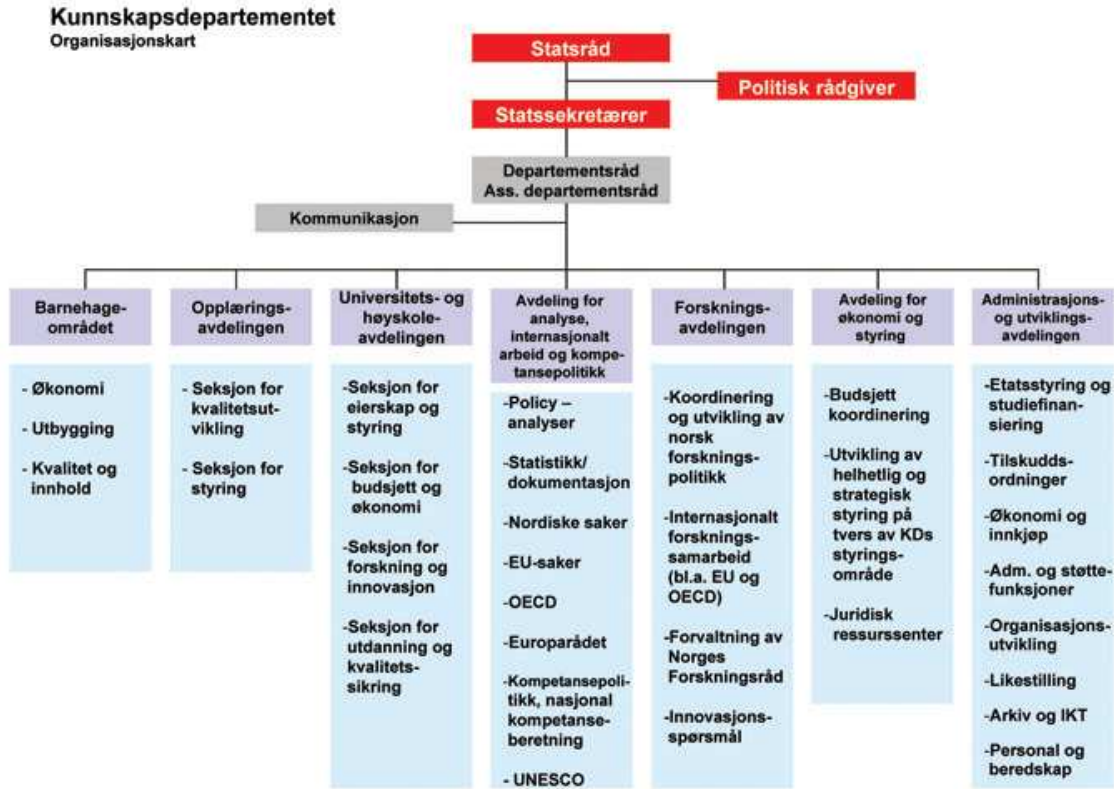 Kunnskapsdepartementet
Organisasjonskart
Statsråd
Politisk rådgiver
Statssekretærer
Departementsråd
Ass. departementsråd
Kommunikasjon
Barnehage-
området
- Økonomi
- Utbygging
- Kvalitet og
innhold
Opplærings-
avdelingen
- Seksjon for
kvalitetsut-
vikling
- Seksjon for
styring
Universitets- og
høyskole-
avdelingen
-Seksjon for
eierskap og
styring
-Seksjon for
budsjett og
økonomi
-Seksjon for
forskning og
innovasjon
-Seksjon for
utdanning og
kvalitets-
sikring
Avdeling for
analyse,
internasjonalt
arbeid og kompe-
tansepolitikk
-Policy –
analyser
-Statistikk/
dokumentasjon
-Nordiske saker
-EU-saker
-OECD
-Europarådet
-Kompetansepoli-
tikk, nasjonal
kompetanse-
beretning
- UNESCO
Forsknings-
avdelingen
-Koordinering
og utvikling av
norsk
forsknings-
politikk
-Internasjonalt
forsknings-
samarbeid
(bl.a. EU og
OECD)
-Forvaltning av
Norges
Forskningsråd
-Innovasjons-
spørsmål
Avdeling for
økonomi og
styring
- Budsjett
koordinering
- Utvikling av
helhetlig og
strategisk
styring på
tvers av KDs
styrings-
område
- Juridisk
ressurssenter
Administrasjons-
og utviklings-
avdelingen
-Etatsstyring og
studiefinan-
siering
-Tilskudds-
ordninger
-Økonomi og
innkjøp
-Adm. og støtte-
funksjoner
-Organisasjons-
utvikling
-Likestilling
-Arkiv og IKT
-Personal og
beredskap